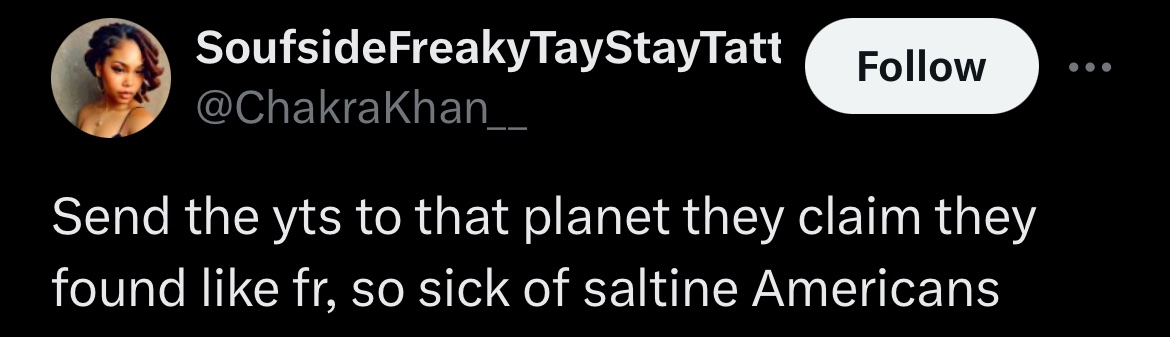 SoufsideFreakyTayStayTatt
Follow
@ChakraKhan__
Send the yts to that planet they claim they
found like fr, so sick of saltine Americans